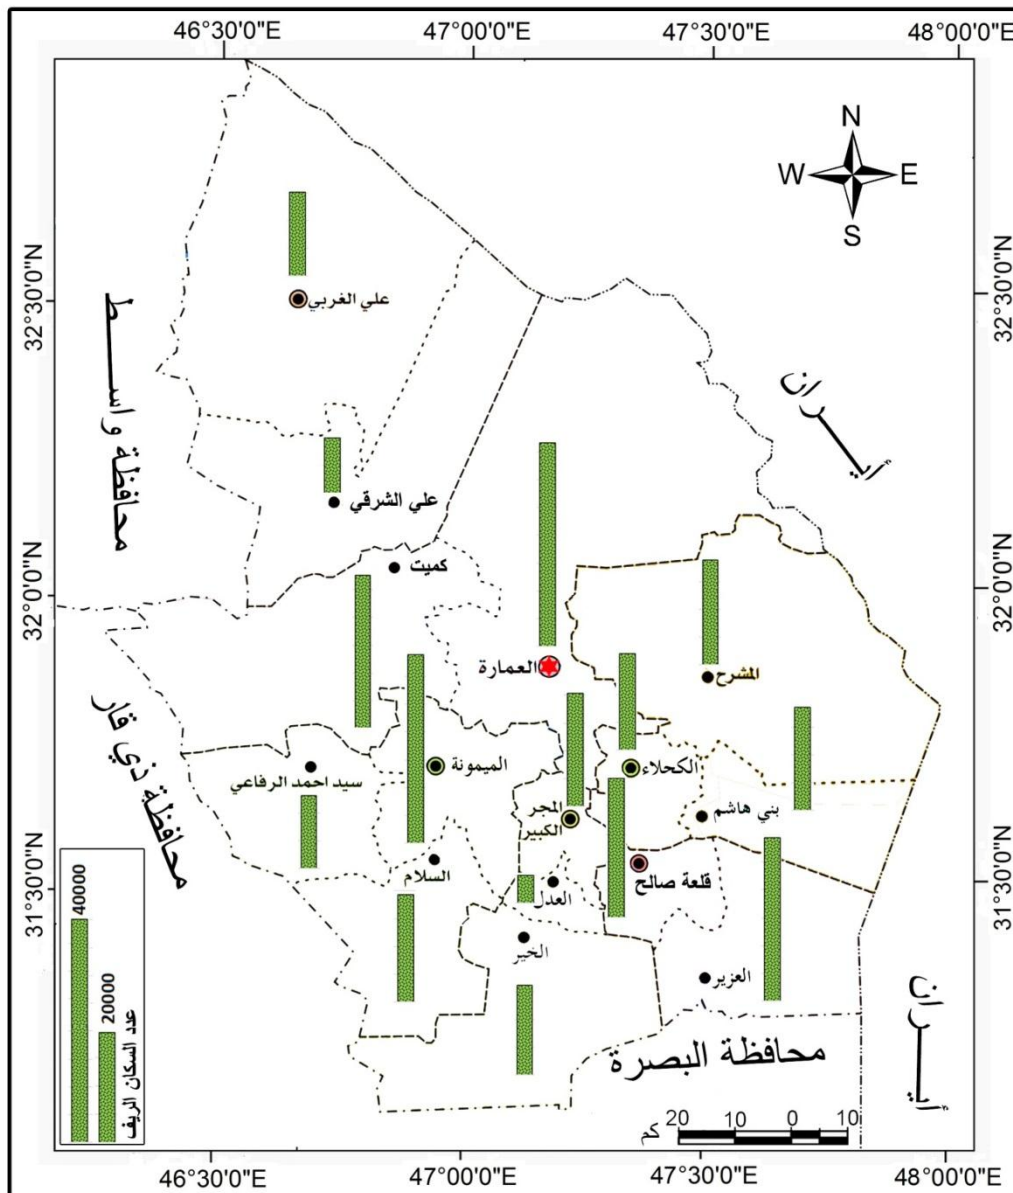 46°30'0"E
47°00'0"E
47°30'0"E
48°00'0"E
N
W
E
S
32°30'0"N
32°30'0"N
علي الغربي
محافظة واســـط
أيـــران
علي الشرقي
كميت
32°0'0"N
32°0'0"N
العمارة
المشرح
محافظة ذي قار
الميمونة
الكحلاء
سيد احمد الرفاعي
المجر
الكبير
بني هاشم
السلام
قلعة صالح
العدل
31°30'0"N
31°30'0"N
الخير
العزير
أيـــران
محافظة البصرة
40000
20000
عدد السكان الريف
20
10
0
10
كم
46°30'0"E
47°00'0"E
47°30'0"E
48°00'0"E